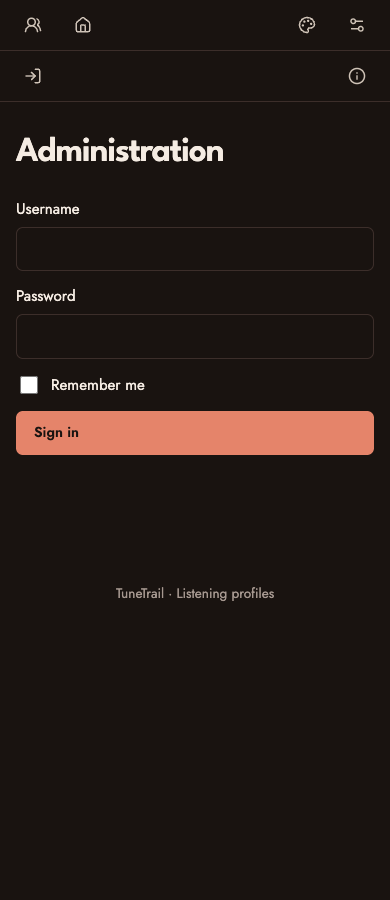 Administration
Username
Password
Remember me
Sign in
TuneTrail · Listening profiles